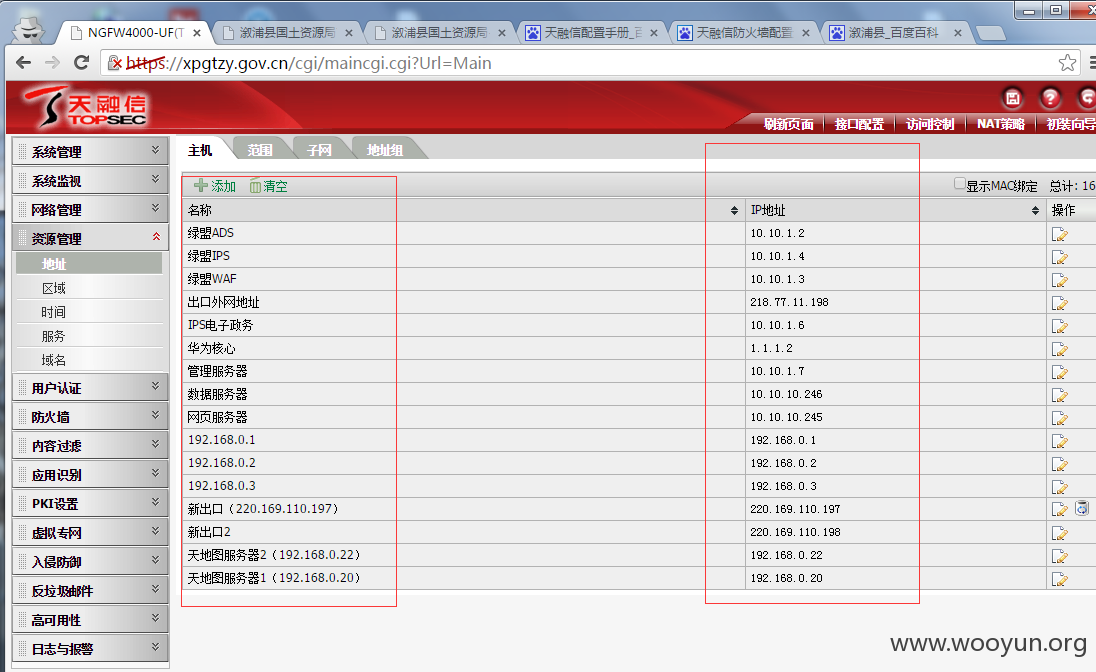 NGFW4000-UF(T
溆浦县国土资源局
溆浦县国土资源局
天融信配置手册_百
天融信防火墙配置
溆浦县_百度百科
https://xpgtzy.gov.cn/cgi/maincgi.cgi?Url=Main
天融信
TOPSEC
刷新页面 接口配置 访问控制 NAT策略 初装向导
系统管理
系统监视
网络管理
资源管理
地址
区域
时间
服务
域名
用户认证
防火墙
内容过滤
应用识别
PKI设置
虚拟专网
入侵防御
反垃圾邮件
高可用性
日志与报警
主机 范围 子网 地址组
添加 清空 显示MAC绑定 总计: 16
名称 IP地址 操作
绿盟ADS 10.10.1.2
绿盟IPS 10.10.1.4
绿盟WAF 10.10.1.3
出口外网地址 218.77.11.198
IPS电子政务 10.10.1.6
华为核心 1.1.1.2
管理服务器 10.10.1.7
数据服务器 10.10.10.246
网页服务器 10.10.10.245
192.168.0.1 192.168.0.1
192.168.0.2 192.168.0.2
192.168.0.3 192.168.0.3
新出口（220.169.110.197） 220.169.110.197
新出口2 220.169.110.198
天地图服务器2（192.168.0.22） 192.168.0.22
天地图服务器1（192.168.0.20） 192.168.0.20
www.wooyun.org